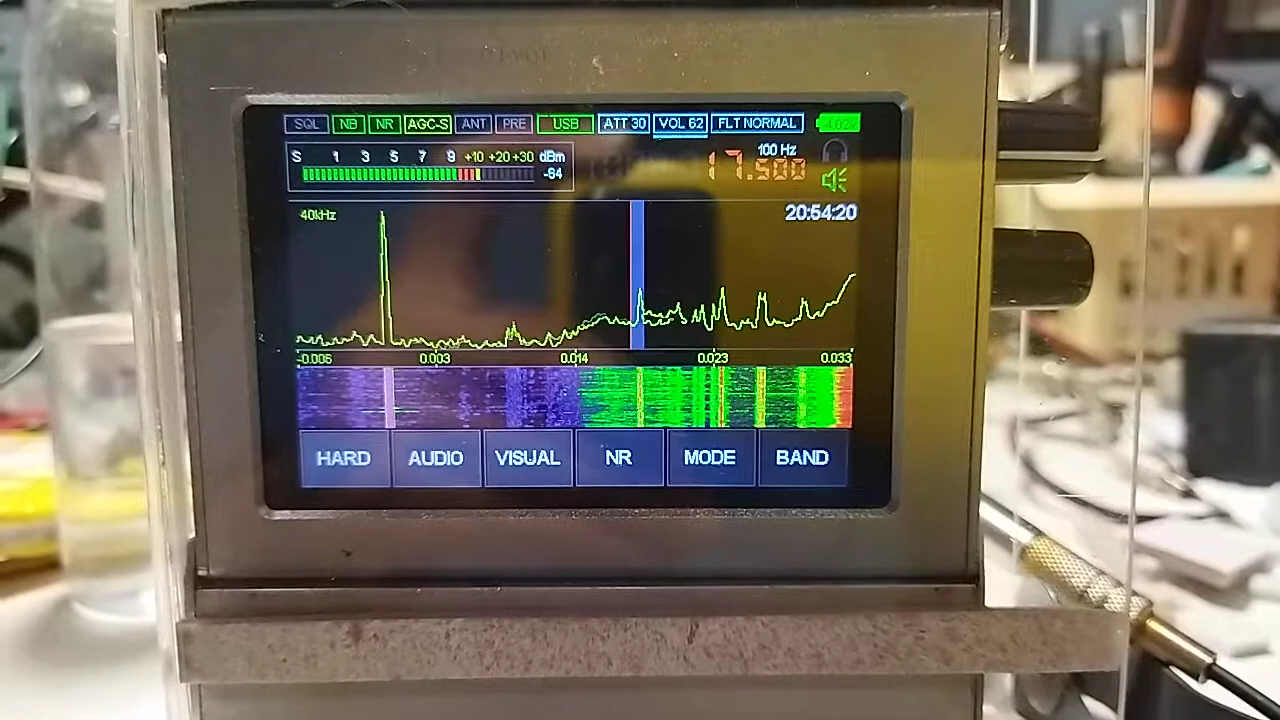 SQL NB NR AGC-S ANT PRE USB ATT 30 VOL 62 FLT NORMAL
S 1 3 5 7 9 +10 +20 +30 dBm
-64
100 Hz
17.500
40kHz
20:54:20
-0.006 0.003 0.014 0.023 0.033
HARD AUDIO VISUAL NR MODE BAND